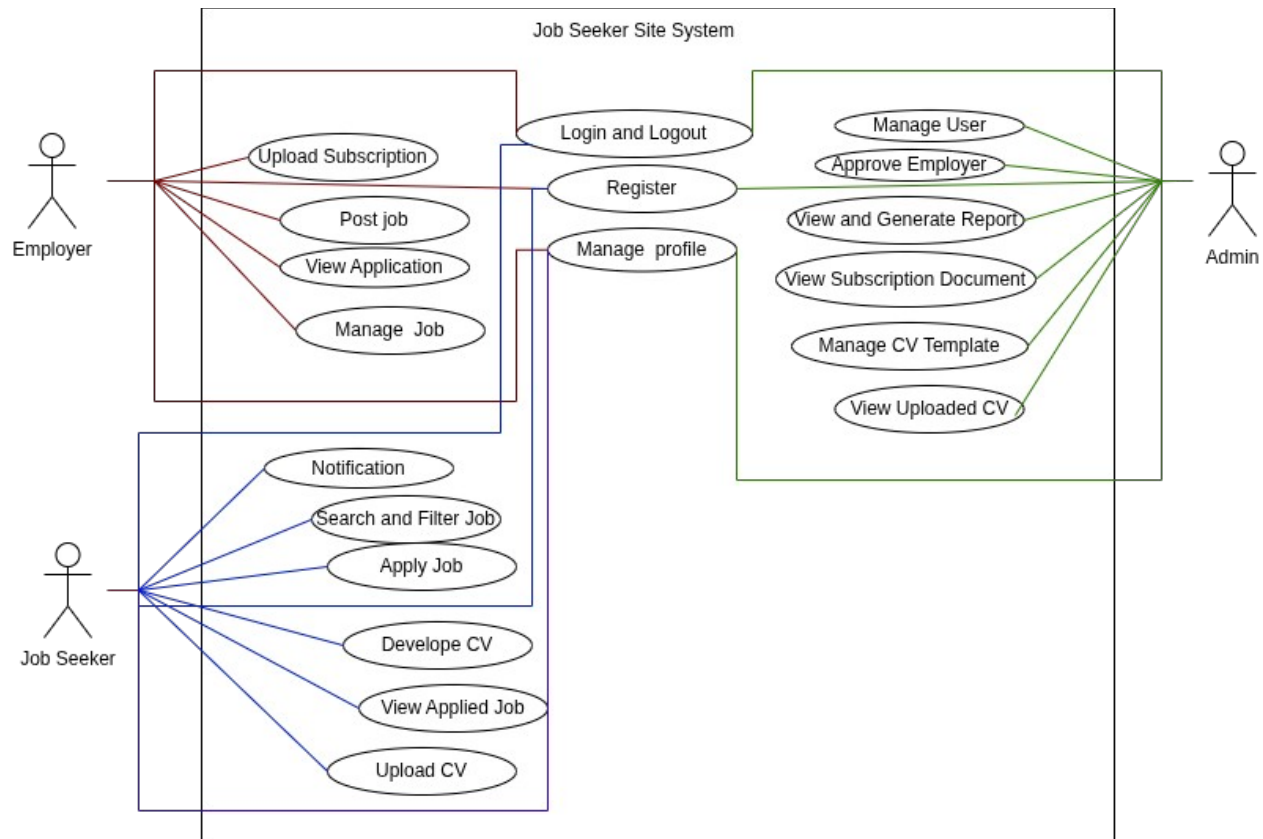 Job Seeker Site System
Login and Logout
Register
Manage profile
Employer
Upload Subscription
Post job
View Application
Manage Job
Manage User
Approve Employer
View and Generate Report
View Subscription Document
Manage CV Template
View Uploaded CV
Admin
Job Seeker
Notification
Search and Filter Job
Apply Job
Develope CV
View Applied Job
Upload CV